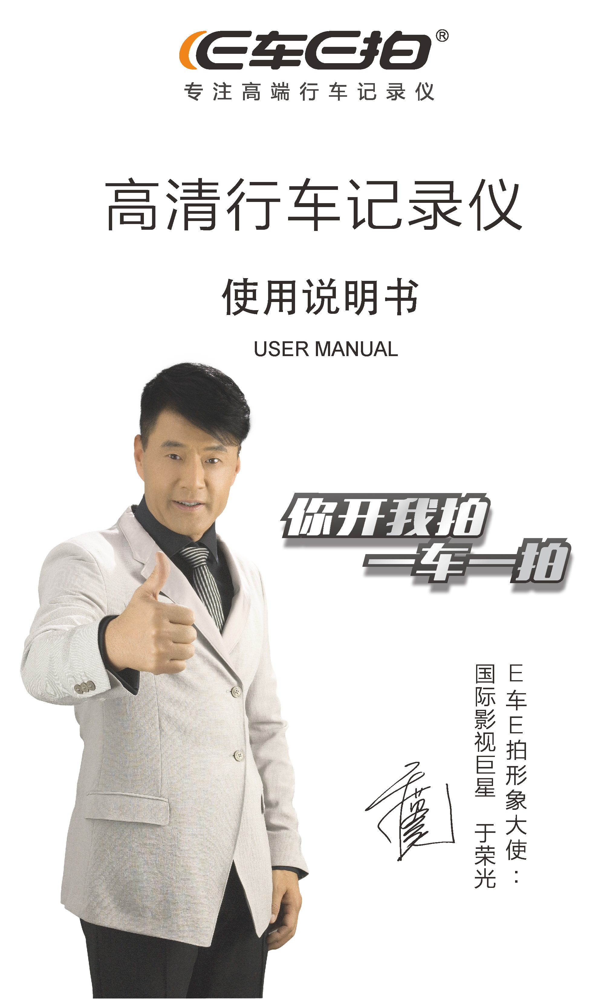 E车E拍®
专注高端行车记录仪
高清行车记录仪
使用说明书
USER MANUAL
你开我拍
一车一拍
E车E拍形象大使：
国际影视巨星 于荣光